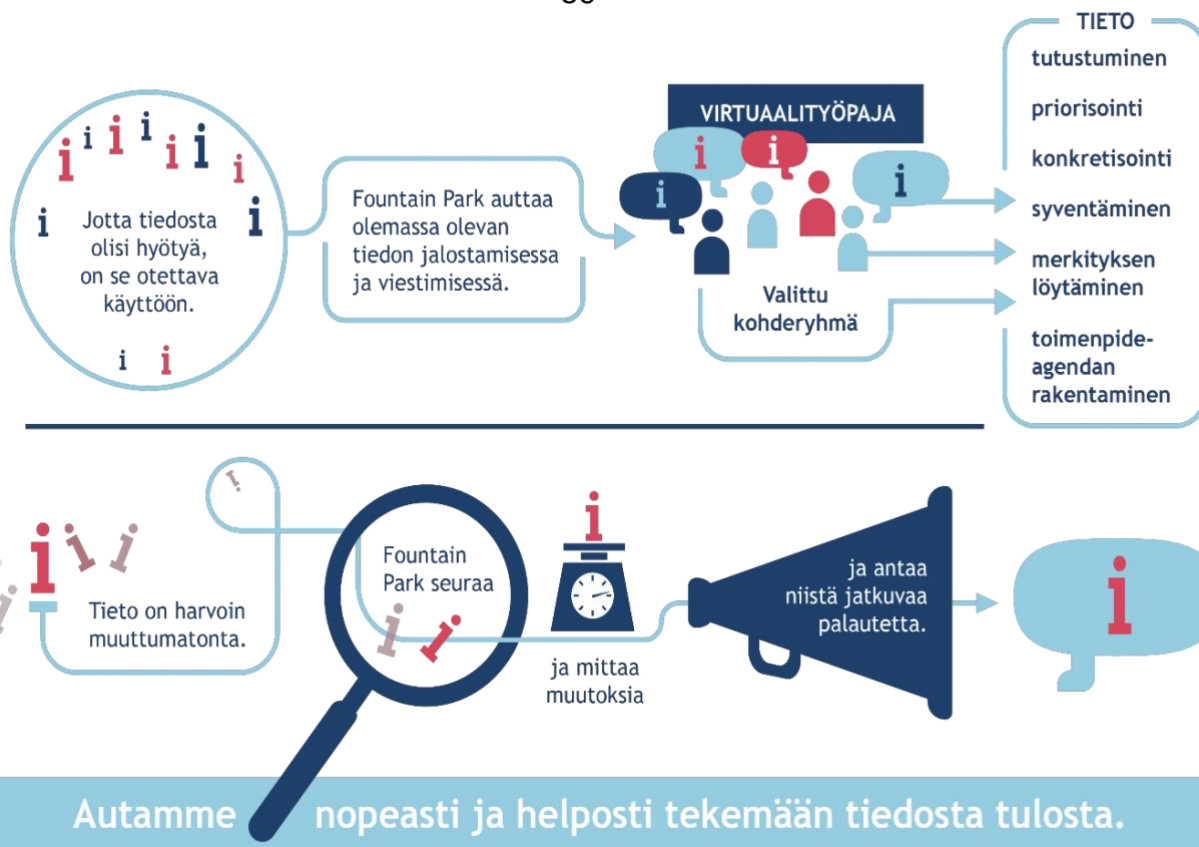 Jotta tiedosta
olisi hyötyä,
on se otettava
käyttöön.
Fountain Park auttaa
olemassa olevan
tiedon jalostamisessa
ja viestimisessä.
VIRTUAALITYÖPAJA
Valittu
kohderyhmä
TIETO
tutustuminen
priorisointi
konkretisointi
syventäminen
merkityksen
löytäminen
toimenpide-
agendan
rakentaminen
Tieto on harvoin
muuttumatonta.
Fountain
Park seuraa
ja mittaa
muutoksia
ja antaa
niistä jatkuvaa
palautetta.
Autamme nopeasti ja helposti tekemään tiedosta tulosta.